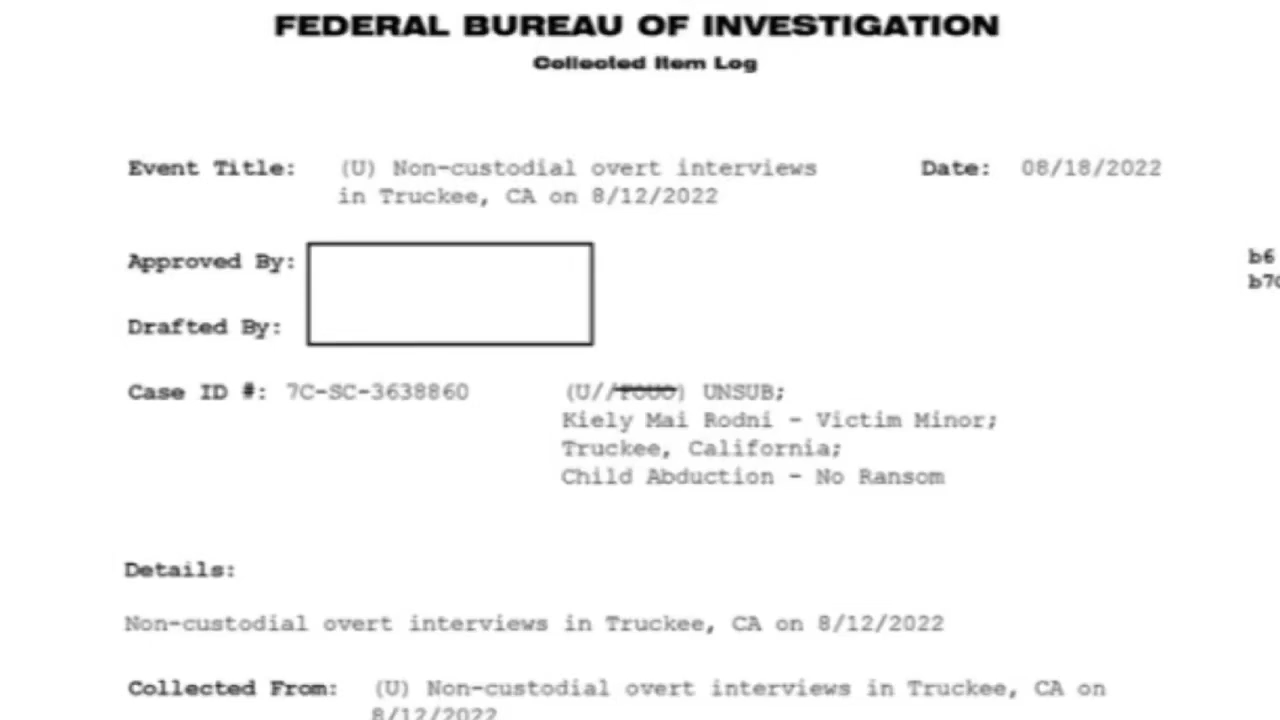 FEDERAL BUREAU OF INVESTIGATION
Collected Item Log
Event Title: (U) Non-custodial overt interviews Date: 08/18/2022
in Truckee, CA on 8/12/2022
Approved By:
b6
Drafted By:
Case ID #: 7C-SC-3638860 (U//FOUO) UNSUB;
Kiely Mai Rodni - Victim Minor;
Truckee, California;
Child Abduction - No Ransom
Details:
Non-custodial overt interviews in Truckee, CA on 8/12/2022
Collected From: (U) Non-custodial overt interviews in Truckee, CA on
8/12/2022